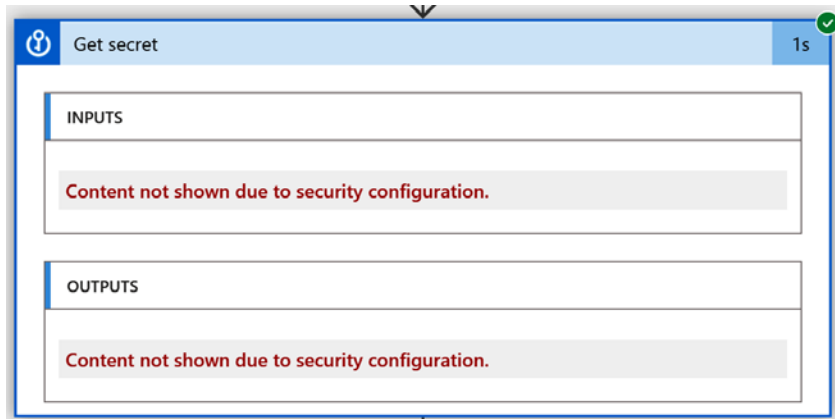 Get secret
1s
INPUTS
Content not shown due to security configuration.
OUTPUTS
Content not shown due to security configuration.